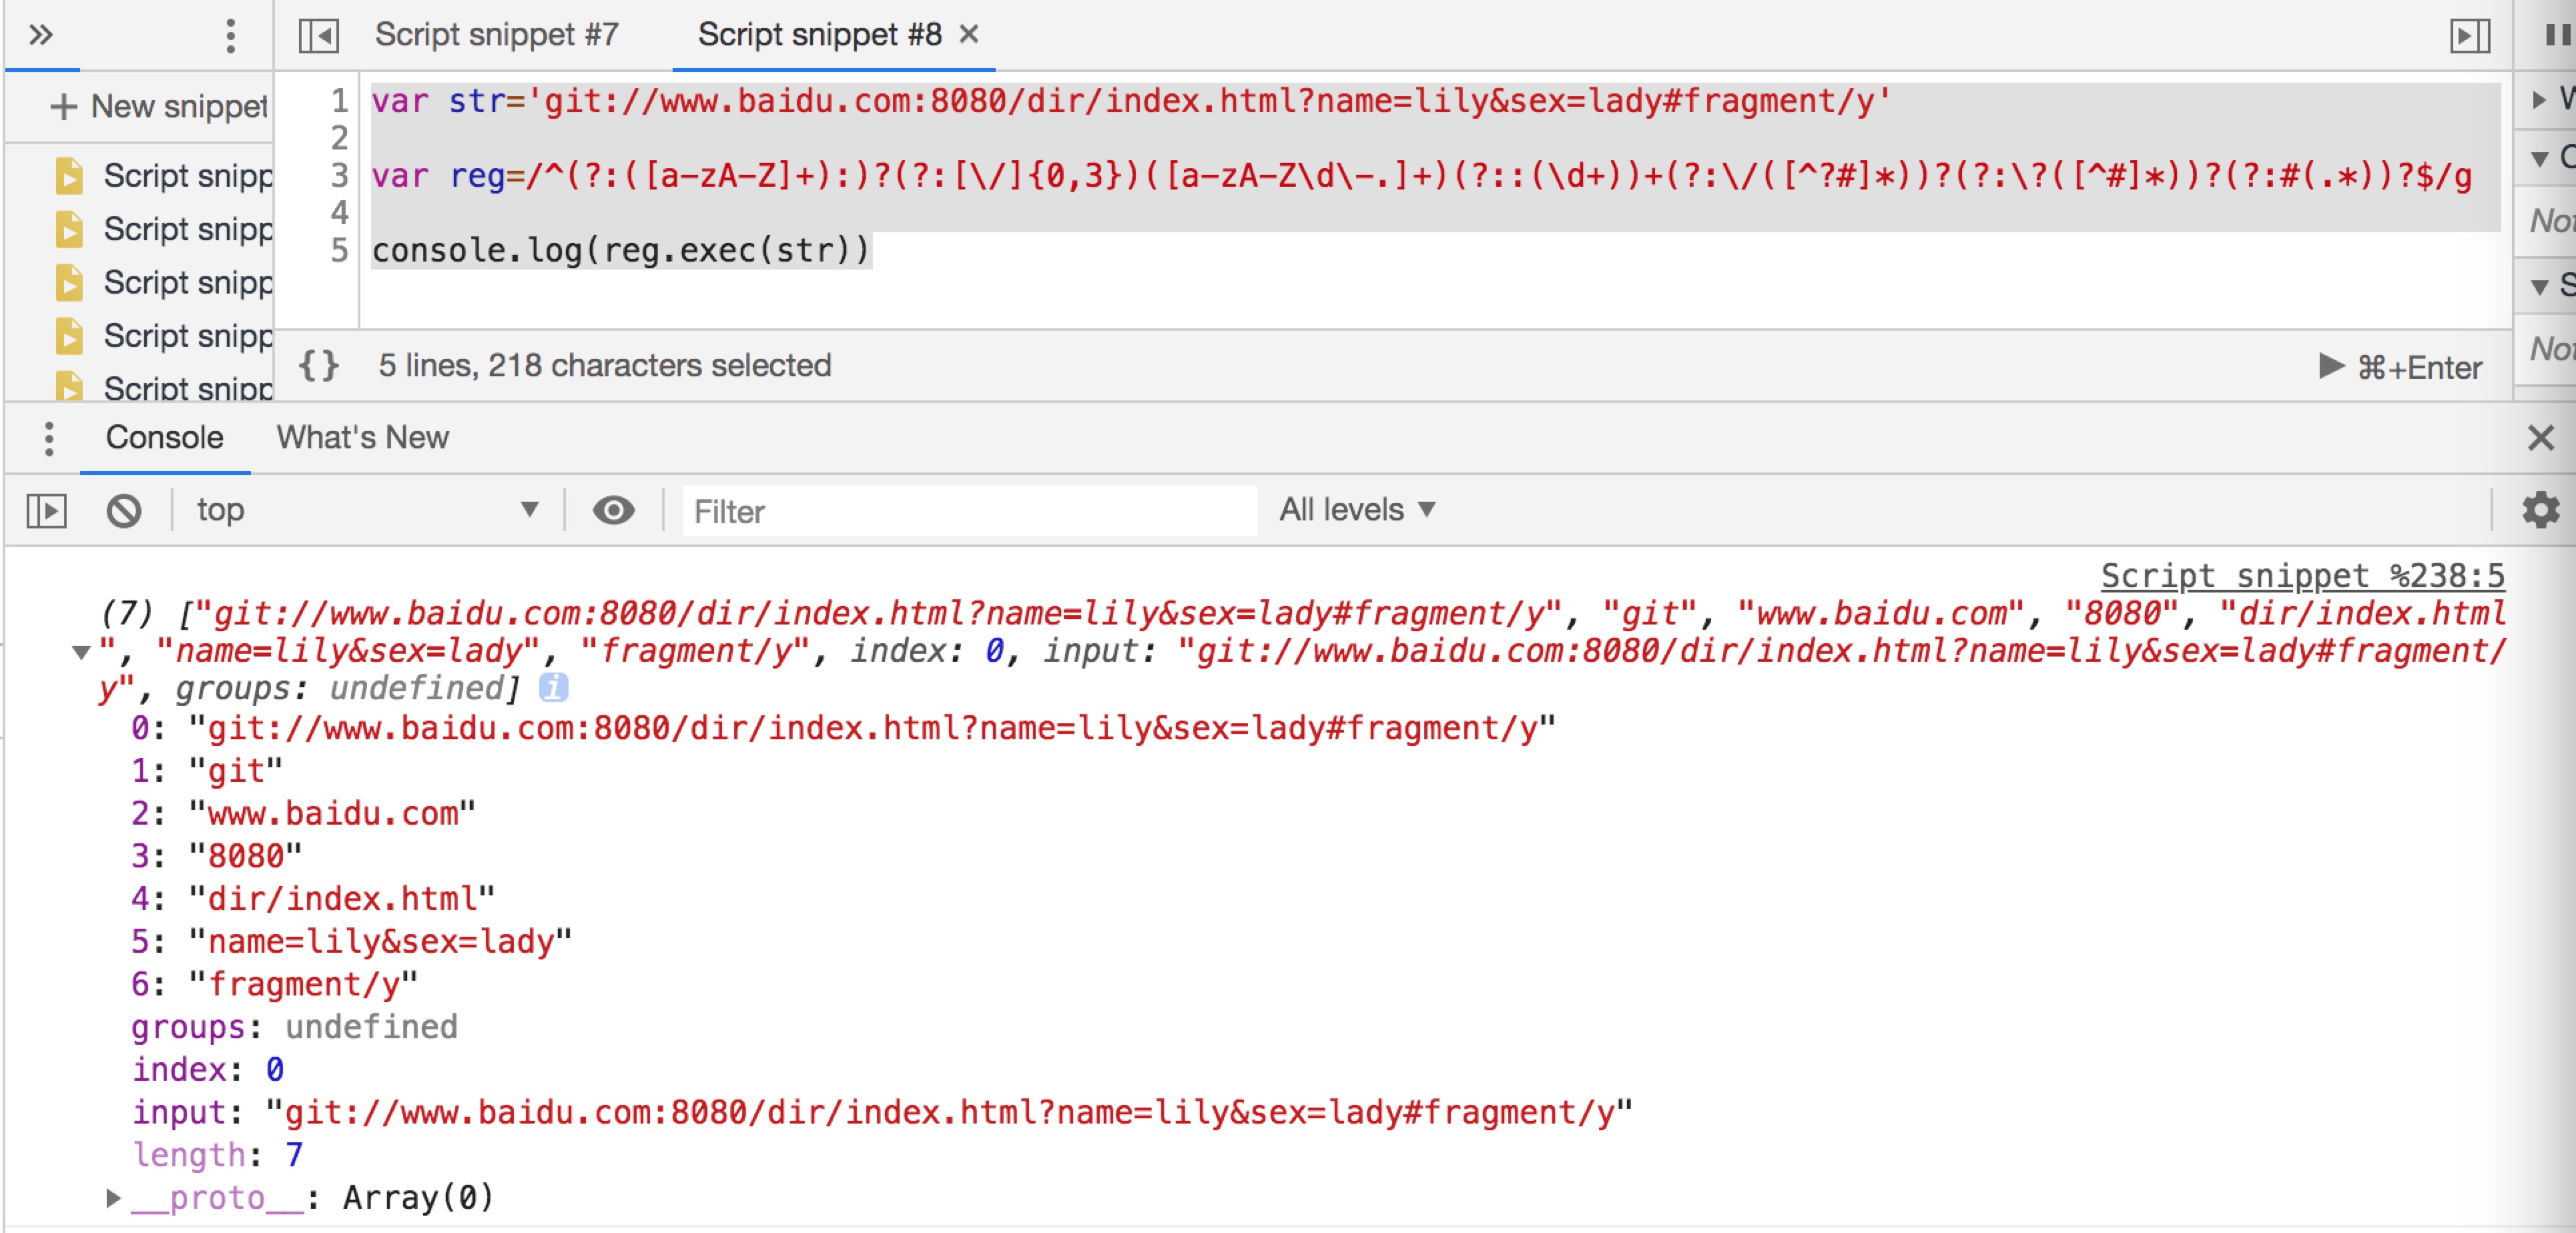 Script snippet #7 Script snippet #8
New snippet
Script snipp
Script snipp
Script snipp
Script snipp
Script snipp
1 var str='git://www.baidu.com:8080/dir/index.html?name=lily&sex=lady#fragment/y'
2
3 var reg=/^(?:([a-zA-Z]+):)?(?:[\/]{0,3})([a-zA-Z\d\-.]+)(?::(\d+))+(?:\/([^?#]*))?(?:\?([^#]*))?(?:#(.*))?$/g
4
5 console.log(reg.exec(str))
{} 5 lines, 218 characters selected ⌘+Enter
Not
Not
Console What's New
top Filter All levels
Script snippet %238:5
(7) ["git://www.baidu.com:8080/dir/index.html?name=lily&sex=lady#fragment/y", "git", "www.baidu.com", "8080", "dir/index.html
", "name=lily&sex=lady", "fragment/y", index: 0, input: "git://www.baidu.com:8080/dir/index.html?name=lily&sex=lady#fragment/
y", groups: undefined] i
0: "git://www.baidu.com:8080/dir/index.html?name=lily&sex=lady#fragment/y"
1: "git"
2: "www.baidu.com"
3: "8080"
4: "dir/index.html"
5: "name=lily&sex=lady"
6: "fragment/y"
groups: undefined
index: 0
input: "git://www.baidu.com:8080/dir/index.html?name=lily&sex=lady#fragment/y"
length: 7
__proto__: Array(0)